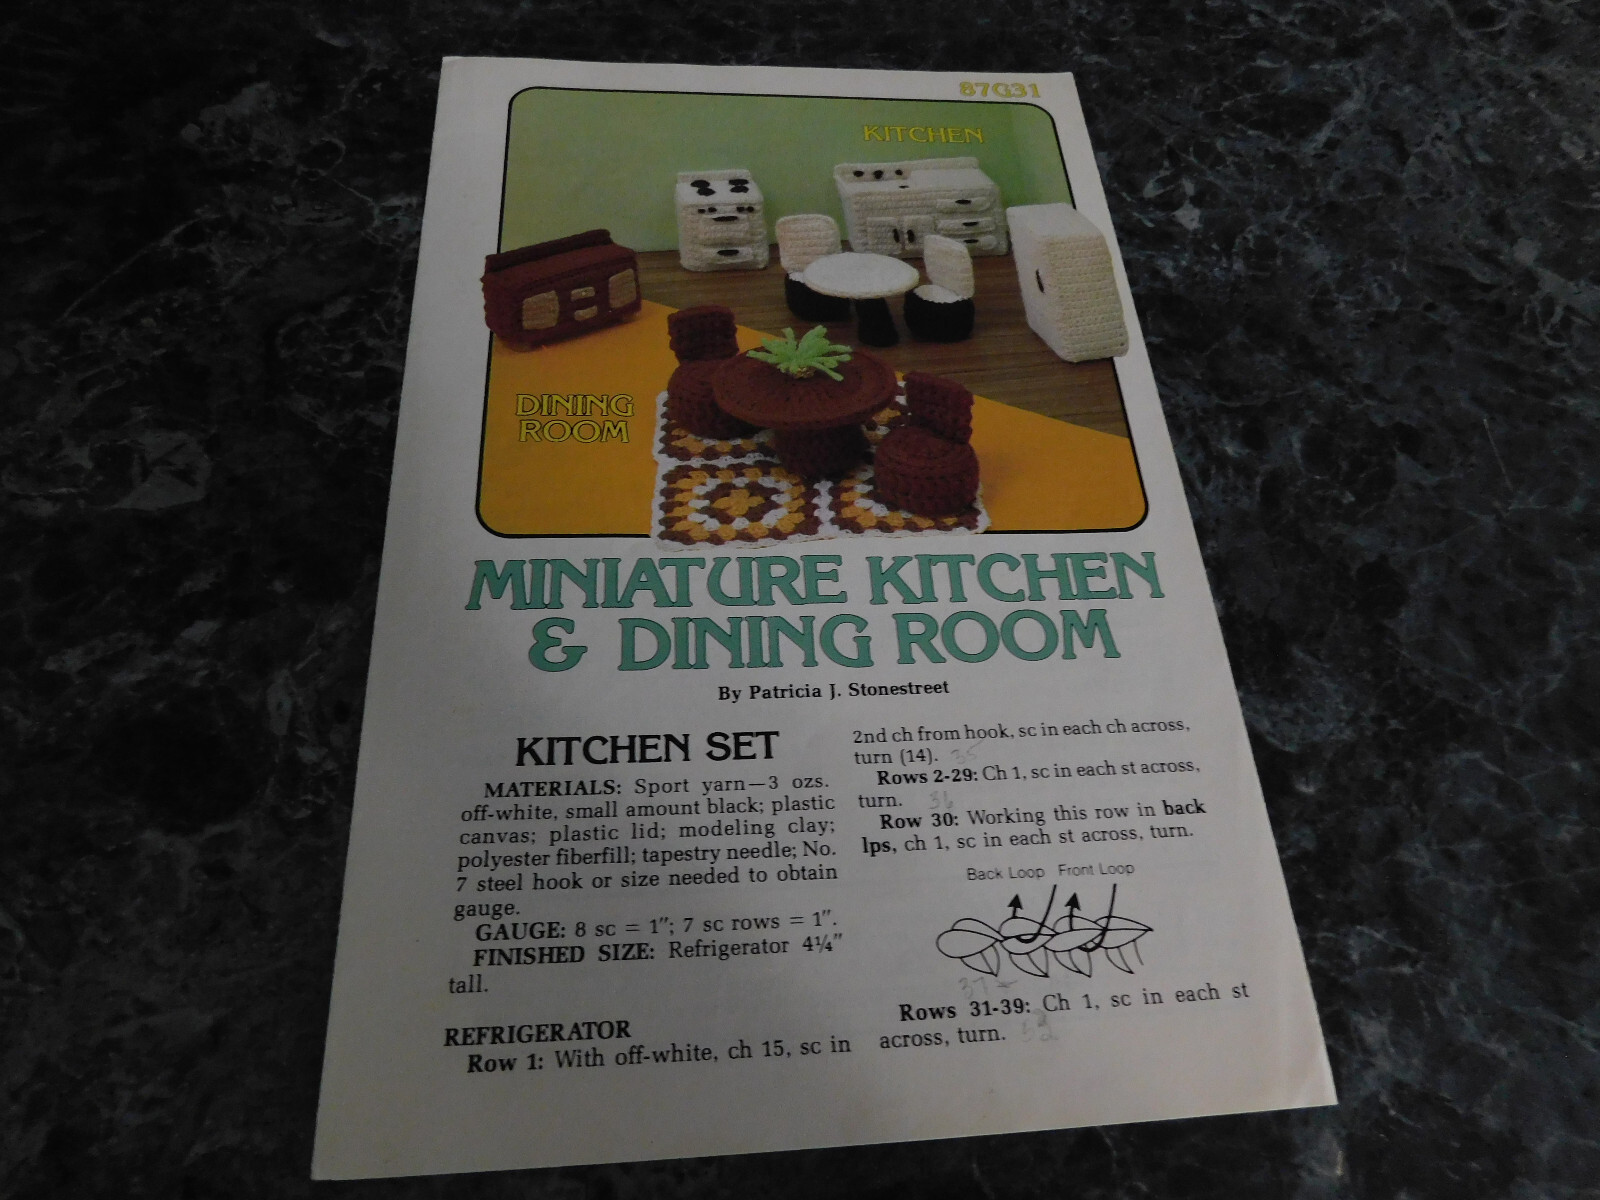 87G31
KITCHEN
DINING
ROOM
MINIATURE KITCHEN
& DINING ROOM
By Patricia J. Stonestreet
KITCHEN SET
MATERIALS: Sport yarn—3 ozs.
off-white, small amount black; plastic
canvas; plastic lid; modeling clay;
polyester fiberfill; tapestry needle; No.
7 steel hook or size needed to obtain
gauge.
GAUGE: 8 sc = 1"; 7 sc rows = 1".
FINISHED SIZE: Refrigerator 4¼"
tall.
REFRIGERATOR
Row 1: With off-white, ch 15, sc in
2nd ch from hook, sc in each ch across,
turn (14). 35
Rows 2-29: Ch 1, sc in each st across,
turn. 36
Row 30: Working this row in back
lps, ch 1, sc in each st across, turn.
Back Loop Front Loop
37
Rows 31-39: Ch 1, sc in each st
across, turn.